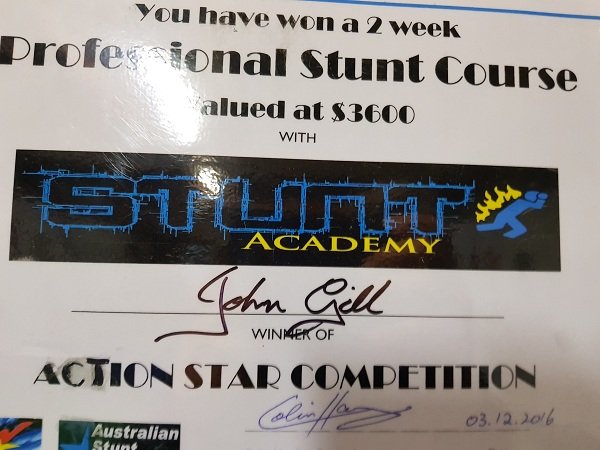 You have won a 2 week
Professional Stunt Course
Valued at $3600
WITH
STUNT
ACADEMY
John Gill
WINNER OF
ACTION STAR COMPETITION
Colin
03.12.2016
Australian
Stunt